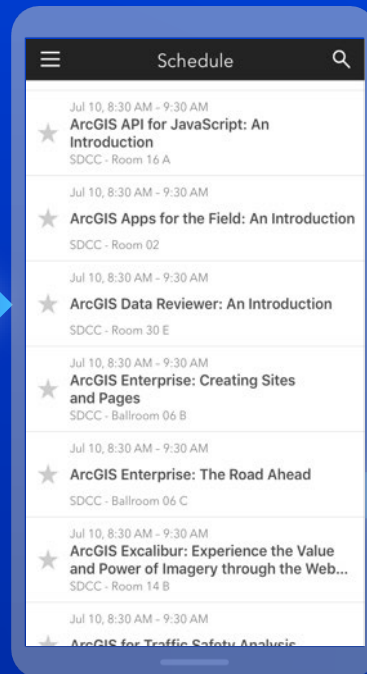 Schedule
Jul 10, 8:30 AM - 9:30 AM
ArcGIS API for JavaScript: An
Introduction
SDCC - Room 16 A
Jul 10, 8:30 AM - 9:30 AM
ArcGIS Apps for the Field: An Introduction
SDCC - Room 02
Jul 10, 8:30 AM - 9:30 AM
ArcGIS Data Reviewer: An Introduction
SDCC - Room 30 E
Jul 10, 8:30 AM - 9:30 AM
ArcGIS Enterprise: Creating Sites
and Pages
SDCC - Ballroom 06 B
Jul 10, 8:30 AM - 9:30 AM
ArcGIS Enterprise: The Road Ahead
SDCC - Ballroom 06 C
Jul 10, 8:30 AM - 9:30 AM
ArcGIS Excalibur: Experience the Value
and Power of Imagery through the Web...
SDCC - Room 14 B
Jul 10, 8:30 AM - 9:30 AM
ArcGIS for Traffic Safety Analysis